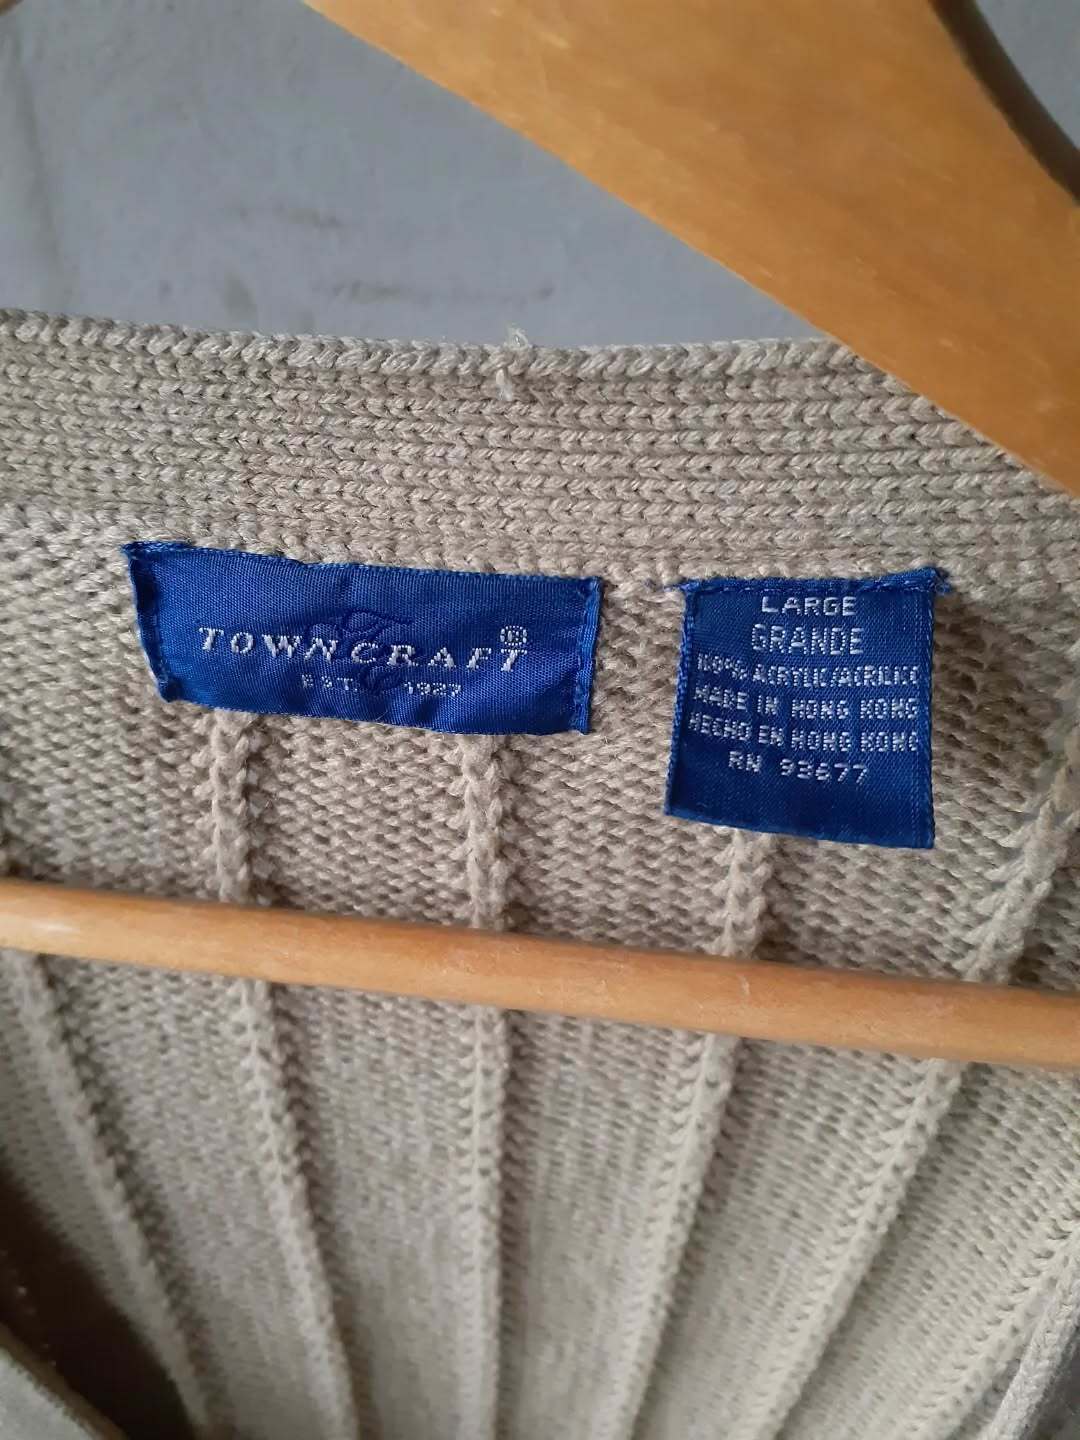 TOWNCRAFT®
EST. 1927
LARGE
GRANDE
100% ACRYLIC/ACRILICO
MADE IN HONG KONG
HECHO EN HONG KONG
RN 93677